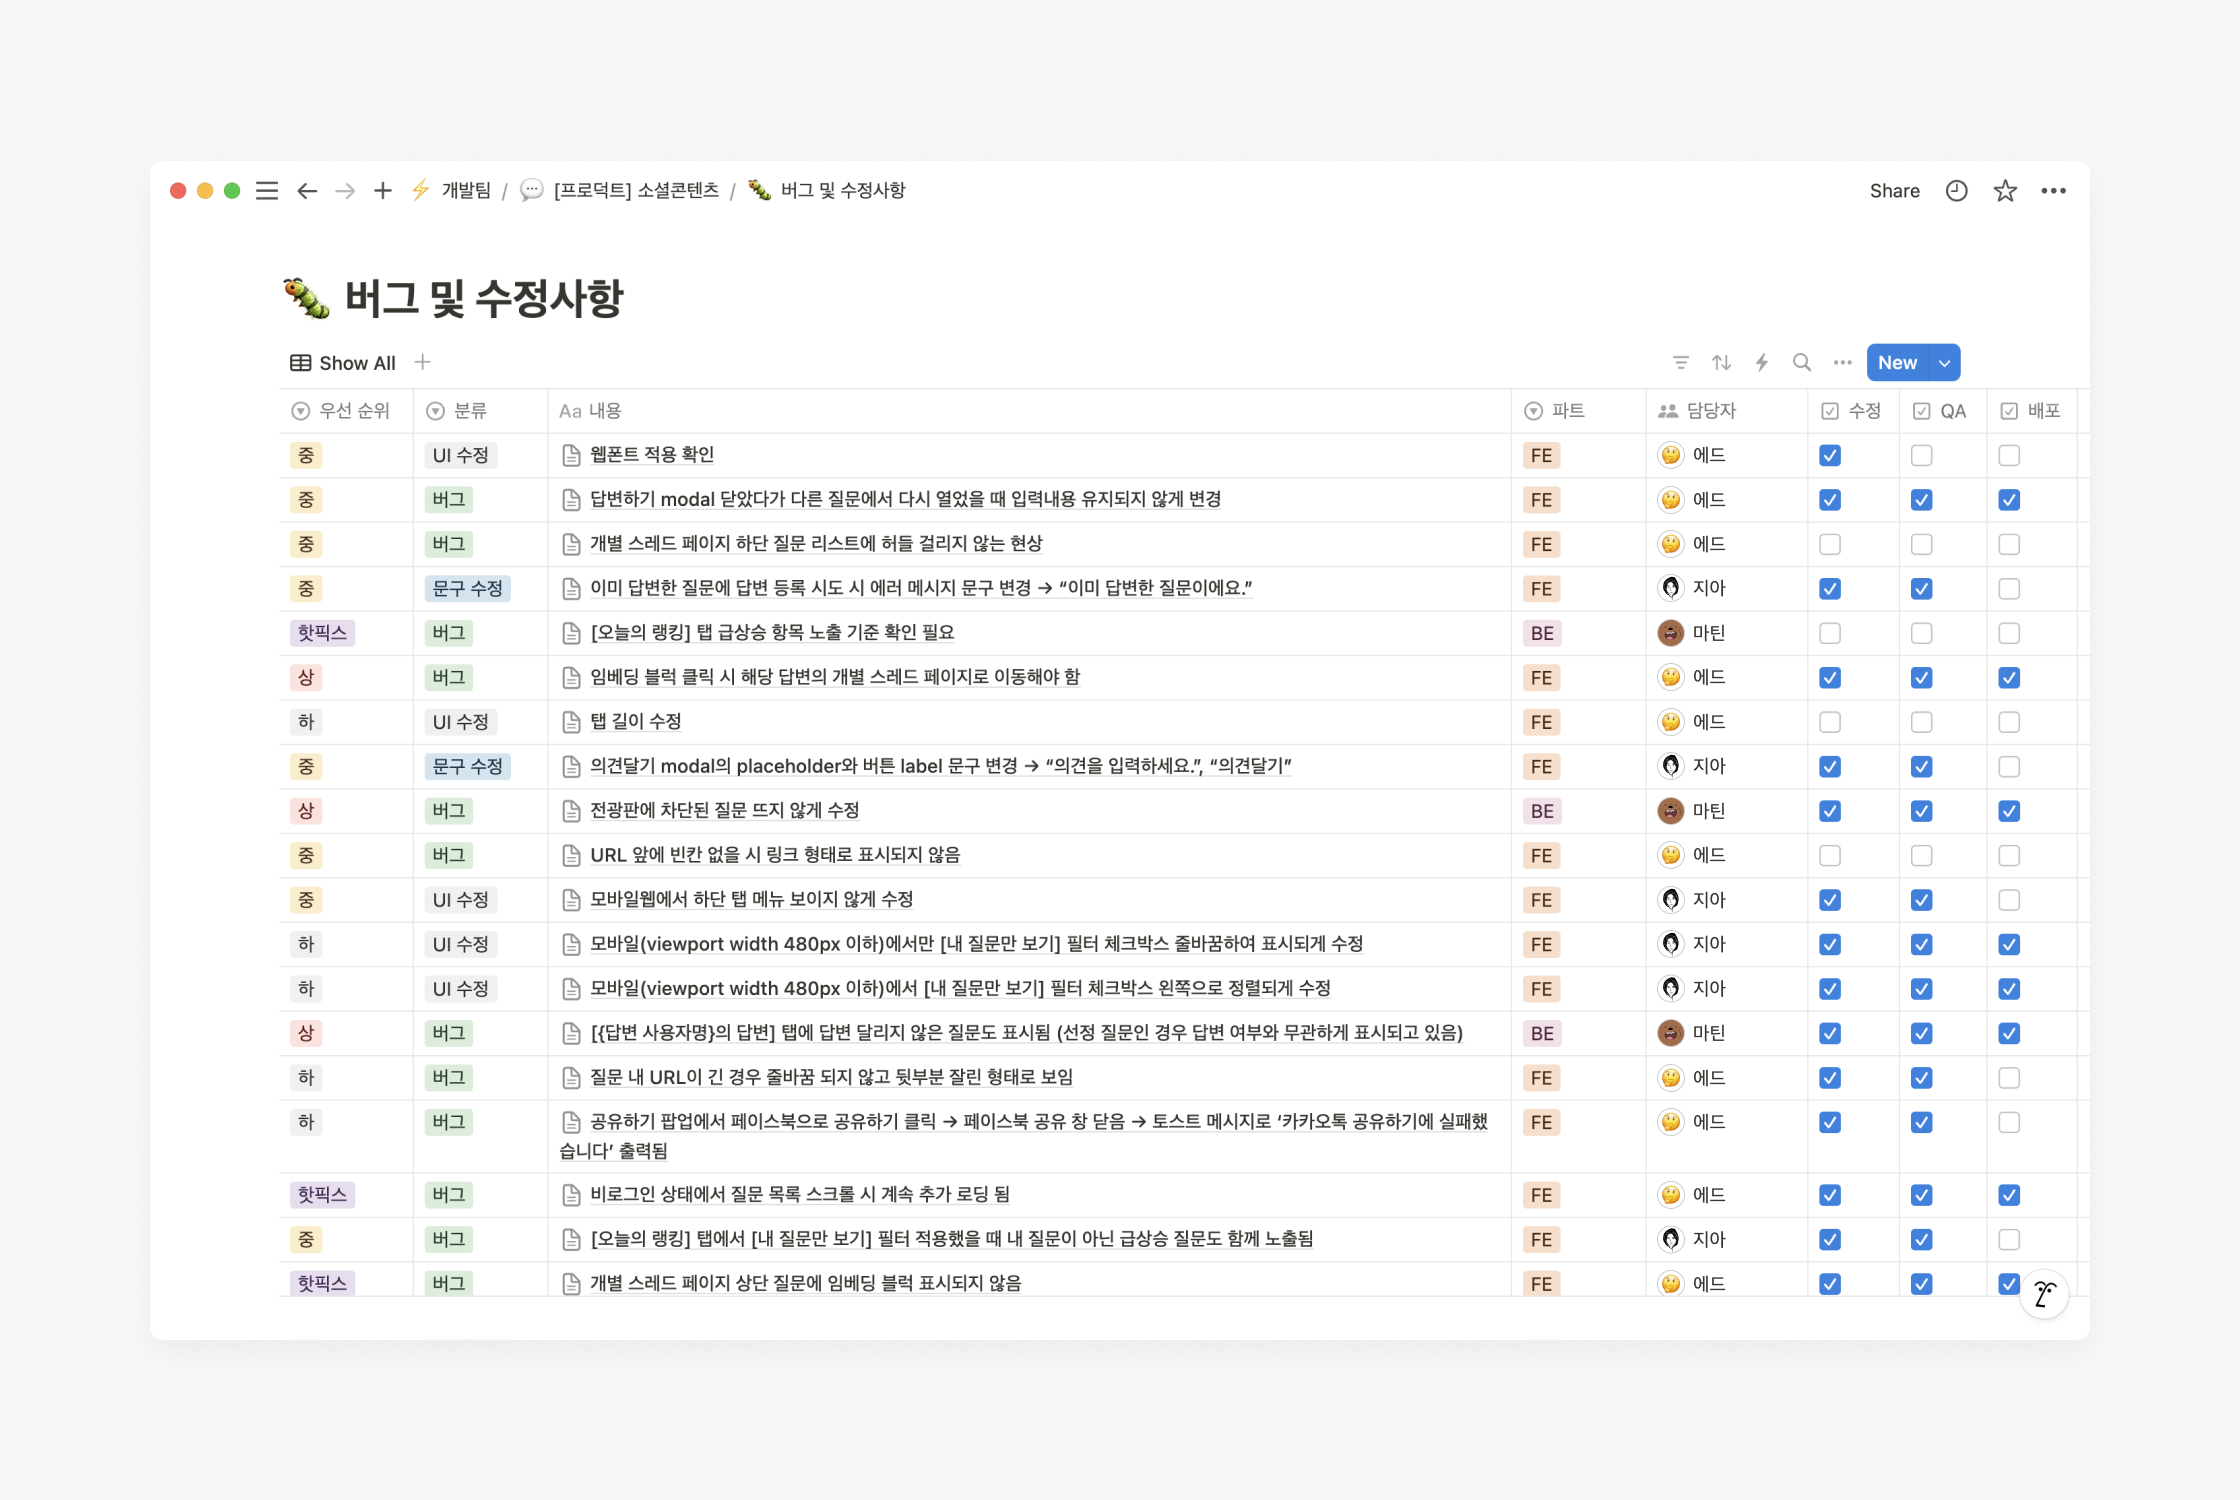 개발팀 / [프로덕트] 소셜콘텐츠 / 버그 및 수정사항 Share
버그 및 수정사항
Show All New
우선 순위 분류 Aa 내용 파트 담당자 수정 QA 배포
중 UI 수정 웹폰트 적용 확인 FE 에드
중 버그 답변하기 modal 닫았다가 다른 질문에서 다시 열었을 때 입력내용 유지되지 않게 변경 FE 에드
중 버그 개별 스레드 페이지 하단 질문 리스트에 허들 걸리지 않는 현상 FE 에드
중 문구 수정 이미 답변한 질문에 답변 등록 시도 시 에러 메시지 문구 변경 → “이미 답변한 질문이에요.” FE 지아
핫픽스 버그 [오늘의 랭킹] 탭 급상승 항목 노출 기준 확인 필요 BE 마틴
상 버그 임베딩 블럭 클릭 시 해당 답변의 개별 스레드 페이지로 이동해야 함 FE 에드
하 UI 수정 탭 길이 수정 FE 에드
중 문구 수정 의견달기 modal의 placeholder와 버튼 label 문구 변경 → “의견을 입력하세요.”, “의견달기” FE 지아
상 버그 전광판에 차단된 질문 뜨지 않게 수정 BE 마틴
중 버그 URL 앞에 빈칸 없을 시 링크 형태로 표시되지 않음 FE 에드
중 UI 수정 모바일웹에서 하단 탭 메뉴 보이지 않게 수정 FE 지아
하 UI 수정 모바일(viewport width 480px 이하)에서만 [내 질문만 보기] 필터 체크박스 줄바꿈하여 표시되게 수정 FE 지아
하 UI 수정 모바일(viewport width 480px 이하)에서 [내 질문만 보기] 필터 체크박스 왼쪽으로 정렬되게 수정 FE 지아
상 버그 [{답변 사용자명}의 답변] 탭에 답변 달리지 않은 질문도 표시됨 (선정 질문인 경우 답변 여부와 무관하게 표시되고 있음) BE 마틴
하 버그 질문 내 URL이 긴 경우 줄바꿈 되지 않고 뒷부분 잘린 형태로 보임 FE 에드
하 버그 공유하기 팝업에서 페이스북으로 공유하기 클릭 → 페이스북 공유 창 닫음 → 토스트 메시지로 ‘카카오톡 공유하기에 실패했 FE 에드
습니다’ 출력됨
핫픽스 버그 비로그인 상태에서 질문 목록 스크롤 시 계속 추가 로딩 됨 FE 에드
중 버그 [오늘의 랭킹] 탭에서 [내 질문만 보기] 필터 적용했을 때 내 질문이 아닌 급상승 질문도 함께 노출됨 FE 지아
핫픽스 버그 개별 스레드 페이지 상단 질문에 임베딩 블럭 표시되지 않음 FE 에드